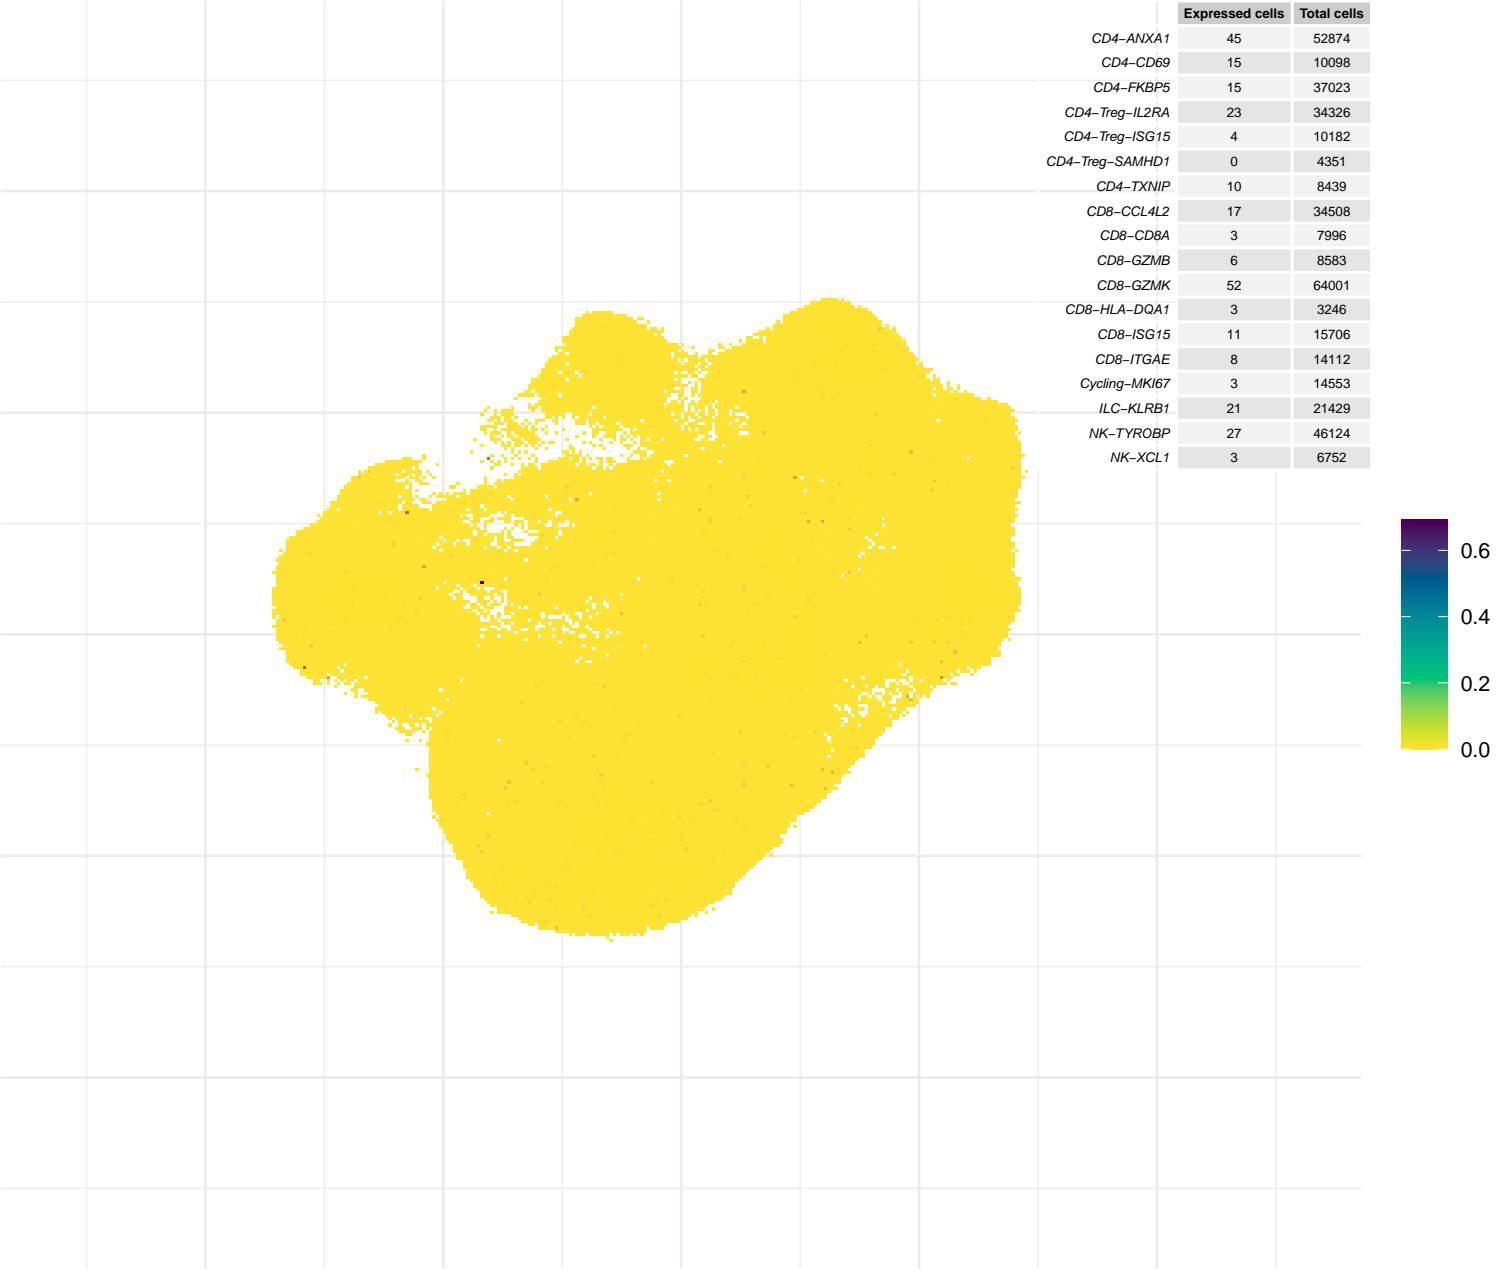 Expressed cells Total cells
CD4−ANXA1 45 52874
CD4−CD69 15 10098
CD4−FKBP5 15 37023
CD4−Treg−IL2RA 23 34326
CD4−Treg−ISG15 4 10182
CD4−Treg−SAMHD1 0 4351
CD4−TXNIP 10 8439
CD8−CCL4L2 17 34508
CD8−CD8A 3 7996
CD8−GZMB 6 8583
CD8−GZMK 52 64001
CD8−HLA−DQA1 3 3246
CD8−ISG15 11 15706
CD8−ITGAE 8 14112
Cycling−MKI67 3 14553
ILC−KLRB1 21 21429
NK−TYROBP 27 46124
NK−XCL1 3 6752
0.6
0.4
0.2
0.0